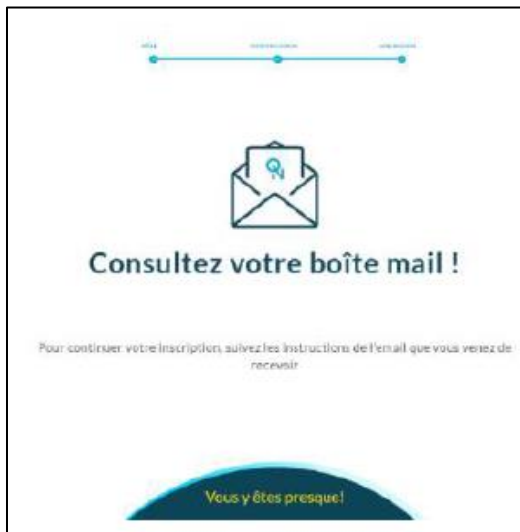 Consultez votre boîte mail !
Pour continuer votre inscription, suivez les instructions de l'email que vous venez de
recevoir
Vous y êtes presque!